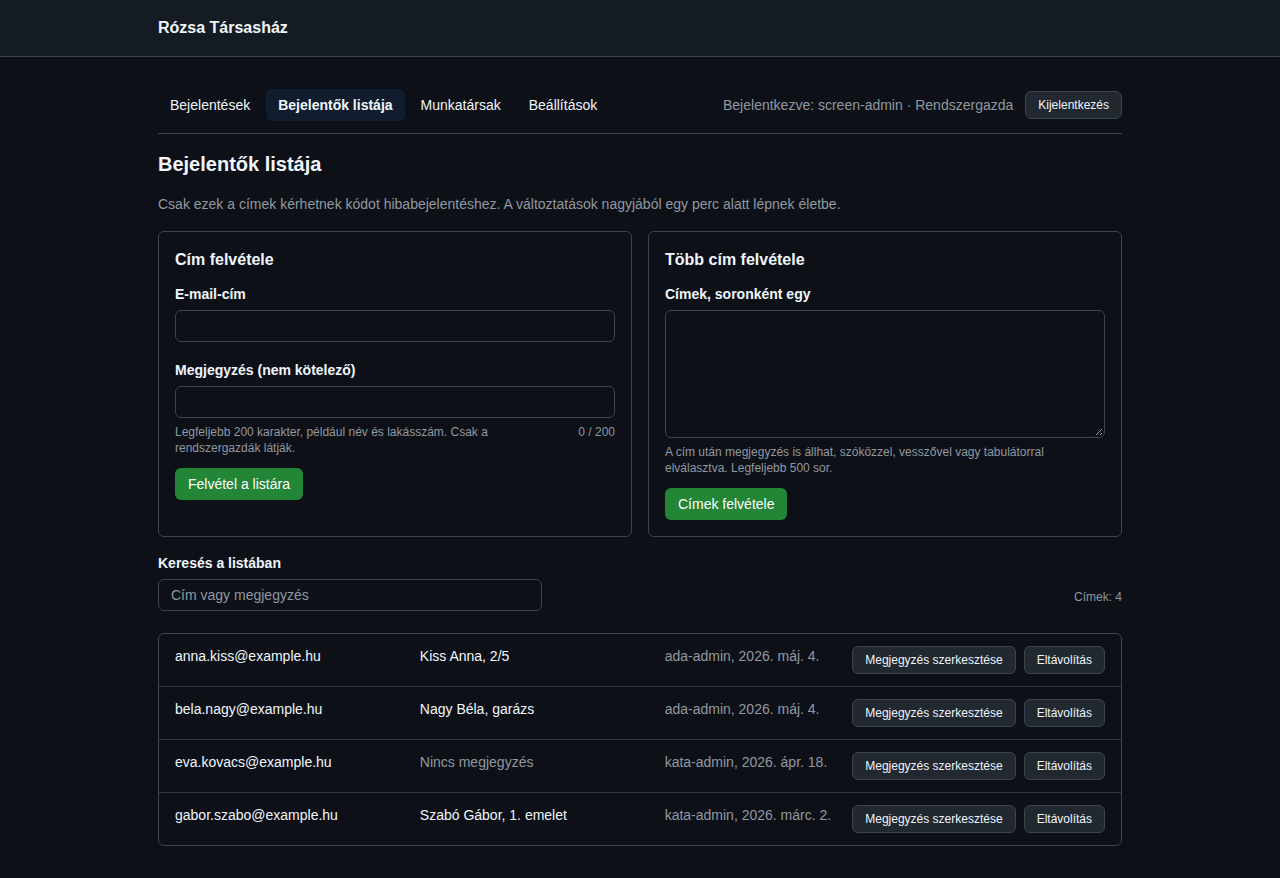 Rózsa Társasház
Bejelentések
Bejelentők listája
Munkatársak
Beállítások
Bejelentkezve: screen-admin · Rendszergazda
Kijelentkezés
Bejelentők listája
Csak ezek a címek kérhetnek kódot hibabejelentéshez. A változtatások nagyjából egy perc alatt lépnek életbe.
Cím felvétele
E-mail-cím
Megjegyzés (nem kötelező)
Legfeljebb 200 karakter, például név és lakásszám. Csak a
rendszergazdák látják.
0 / 200
Felvétel a listára
Több cím felvétele
Címek, soronként egy
A cím után megjegyzés is állhat, szóközzel, vesszővel vagy tabulátorral
elválasztva. Legfeljebb 500 sor.
Címek felvétele
Keresés a listában
Cím vagy megjegyzés
Címek: 4
anna.kiss@example.hu Kiss Anna, 2/5 ada-admin, 2026. máj. 4. Megjegyzés szerkesztése Eltávolítás
bela.nagy@example.hu Nagy Béla, garázs ada-admin, 2026. máj. 4. Megjegyzés szerkesztése Eltávolítás
eva.kovacs@example.hu Nincs megjegyzés kata-admin, 2026. ápr. 18. Megjegyzés szerkesztése Eltávolítás
gabor.szabo@example.hu Szabó Gábor, 1. emelet kata-admin, 2026. márc. 2. Megjegyzés szerkesztése Eltávolítás